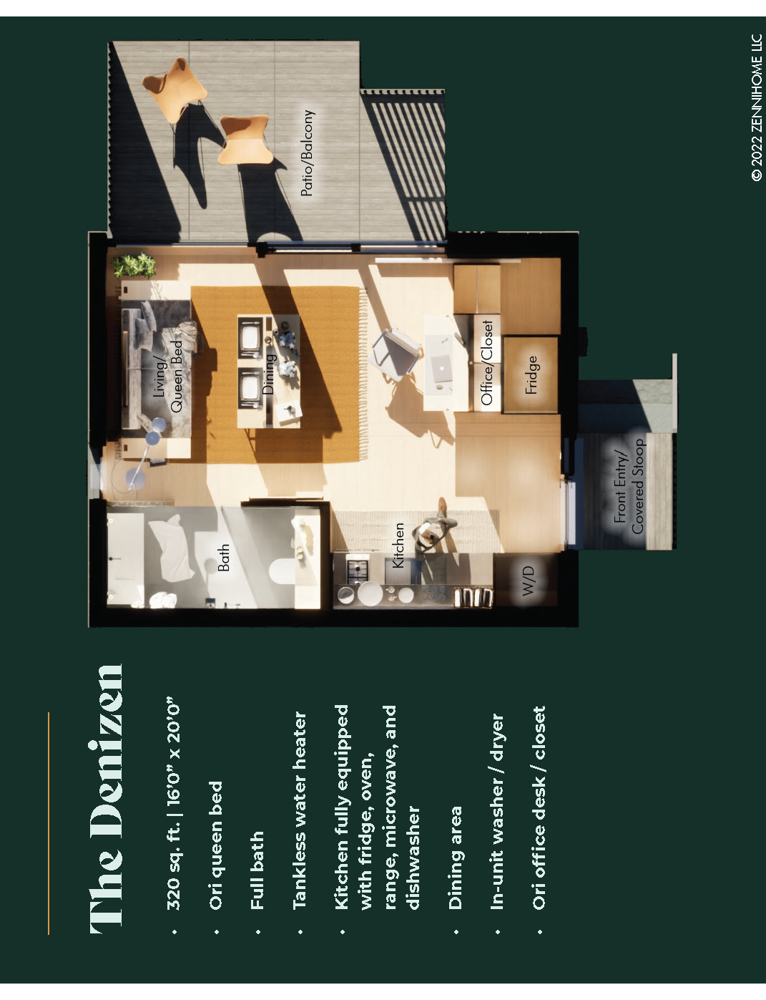 The Denizen
• 320 sq. ft. | 16’0” x 20’0”
• Ori queen bed
• Full bath
• Tankless water heater
• Kitchen fully equipped
with fridge, oven,
range, microwave, and
dishwasher
• Dining area
• In-unit washer / dryer
• Ori office desk / closet
Living/
Queen Bed
Dining
Patio/Balcony
Bath
Kitchen
Office/Closet
Fridge
W/D
Front Entry/
Covered Stoop
© 2022 ZENNIHOME LLC